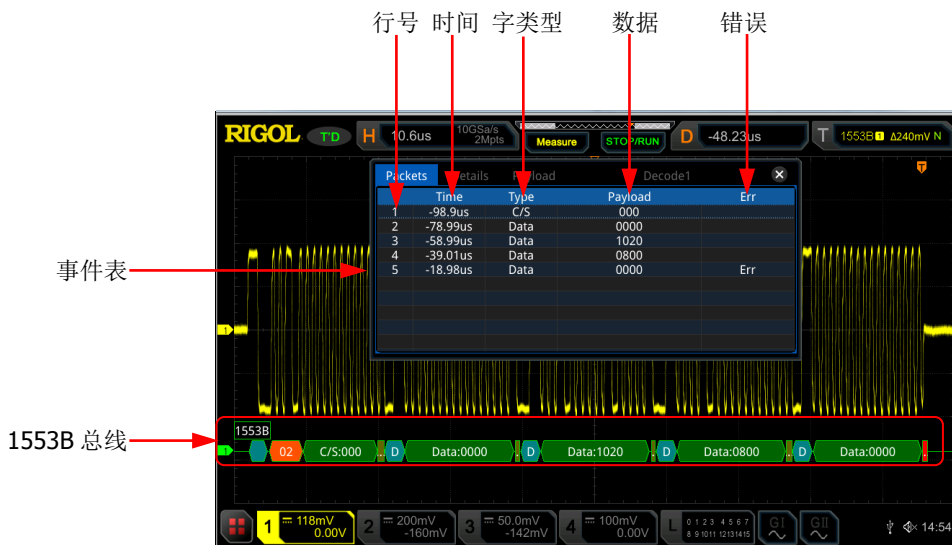 行号 时间 字类型 数据 错误
RIGOL T'D H 10.6us 10GSa/s 2Mpts Measure STOP/RUN D -48.23us T 1553B 1 Δ240mV N
Packets Details Payload Decode1
Time Type Payload Err
1 -98.9us C/S 000
2 -78.99us Data 0000
3 -58.99us Data 1020
4 -39.01us Data 0800
5 -18.98us Data 0000 Err
事件表
1
T
1553B
1553B 总线
1 02 C/S:000 D Data:0000 D Data:1020 D Data:0800 D Data:0000
1 118mV 0.00V 2 200mV -160mV 3 50.0mV -142mV 4 100mV 0.00V L 0 1 2 3 4 5 6 7 8 9 10 11 12 13 14 15 GI GII 14:54